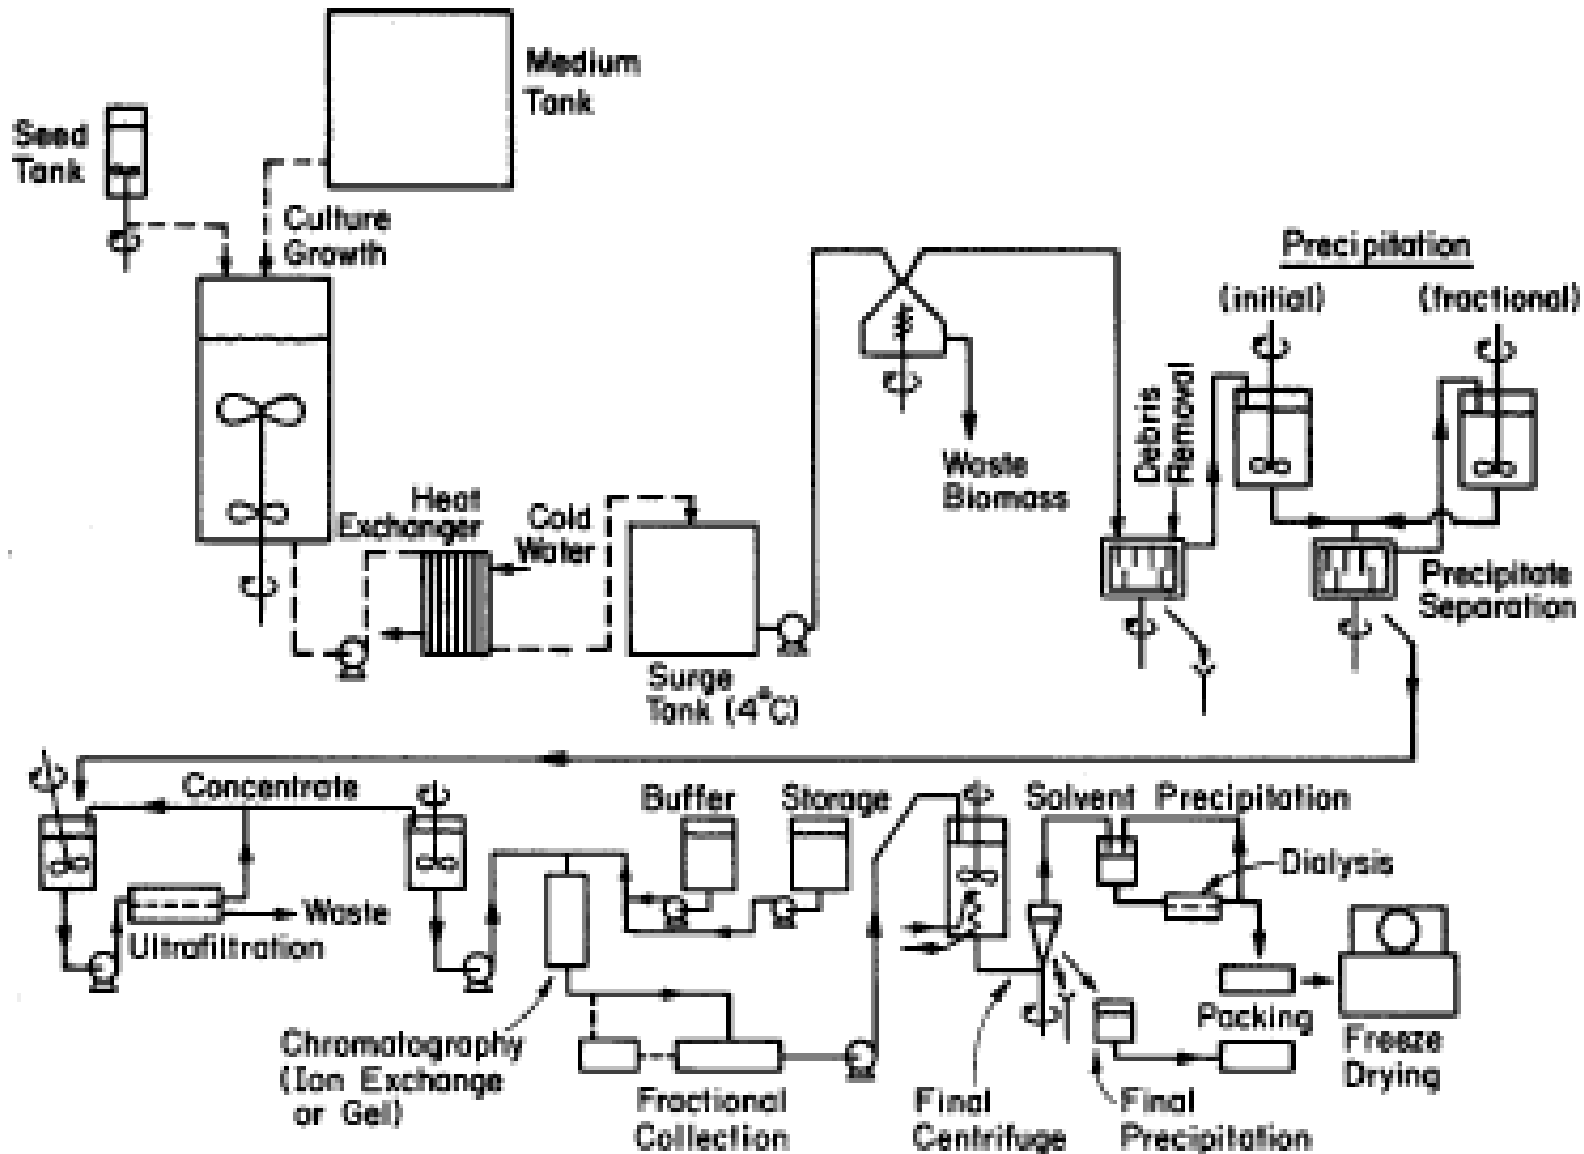 Medium
Tank
Seed
Tank
Culture
Growth
Precipitation
(initial)
(fractional)
Debris
Removal
Waste
Biomass
Heat
Exchanger
Cold
Water
Precipitate
Separation
Surge
Tank (4°C)
Concentrate
Buffer
Storage
Solvent Precipitation
Dialysis
Waste
Ultrafiltration
Packing
Freeze
Drying
Chromatography
(Ion Exchange
or Gel)
Fractional
Collection
Final
Centrifuge
Final
Precipitation